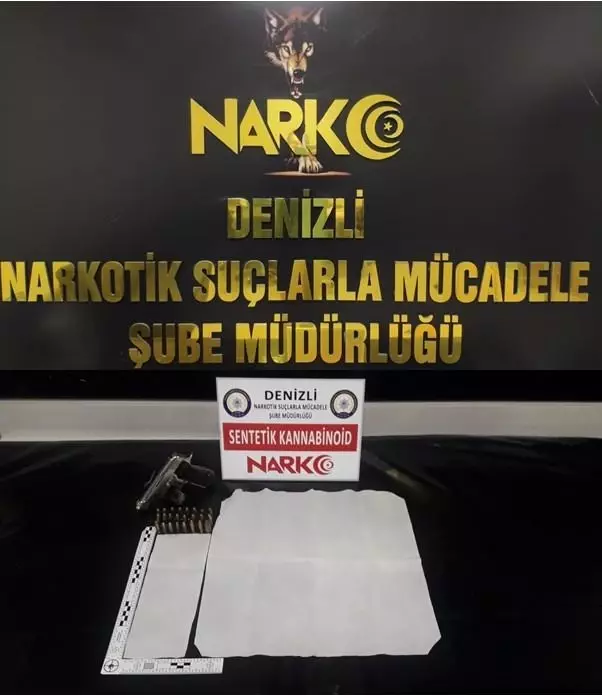 NARKO
DENİZLİ
NARKOTİK SUÇLARLA MÜCADELE
ŞUBE MÜDÜRLÜĞÜ
DENİZLİ
NARKOTİK SUÇLARLA MÜCADELE
ŞUBE MÜDÜRLÜĞÜ
SENTETİK KANNABİNOİD
NARKO